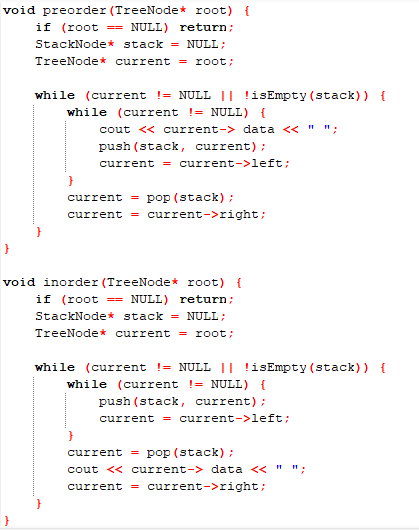 void preorder(TreeNode* root) {
    if (root == NULL) return;
    StackNode* stack = NULL;
    TreeNode* current = root;

    while (current != NULL || !isEmpty(stack)) {
        while (current != NULL) {
            cout << current-> data << " ";
            push(stack, current);
            current = current->left;
        }
        current = pop(stack);
        current = current->right;
    }
}

void inorder(TreeNode* root) {
    if (root == NULL) return;
    StackNode* stack = NULL;
    TreeNode* current = root;

    while (current != NULL || !isEmpty(stack)) {
        while (current != NULL) {
            push(stack, current);
            current = current->left;
        }
        current = pop(stack);
        cout << current-> data << " ";
        current = current->right;
    }
}